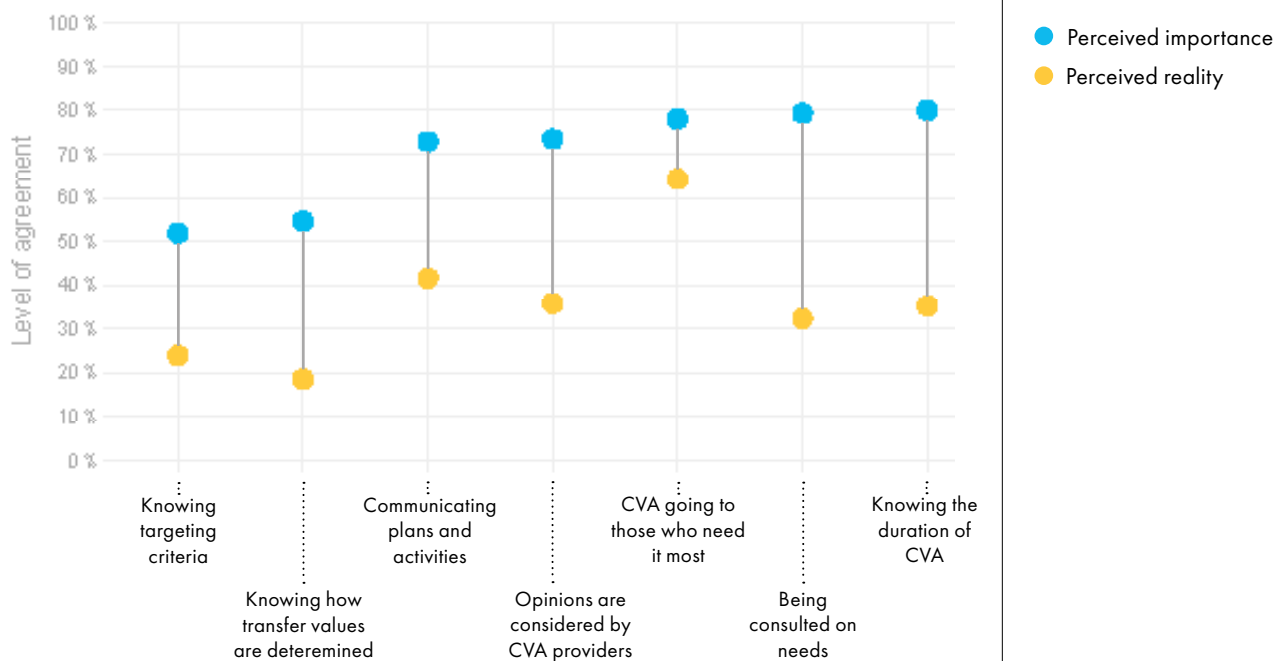 100 %
90 %
80 %
70 %
60 %
50 %
40 %
30 %
20 %
10 %
0 %
Level of agreement
Knowing
targeting
criteria
Knowing how
transfer values
are deteremined
Communicating
plans and
activities
Opinions are
considered by
CVA providers
CVA going to
those who need
it most
Being
consulted on
needs
Knowing the
duration of
CVA
Perceived importance
Perceived reality